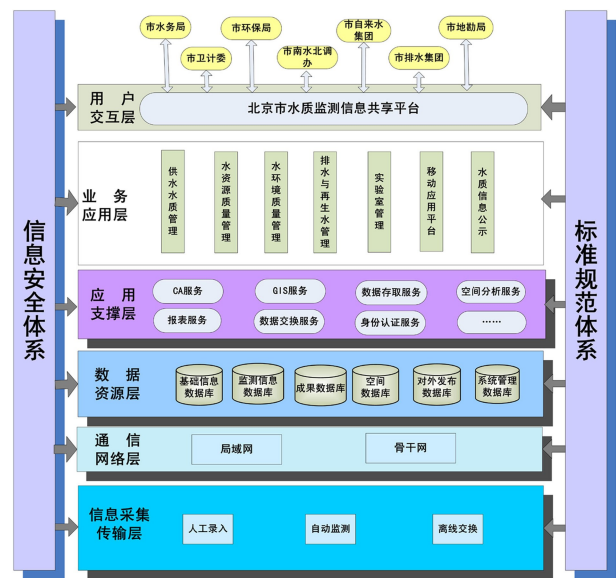 市水务局
市环保局
市自来水
集团
市地勘局
市卫计委
市南水北调
办
市排水集团
用 户
交互层
北京市水质监测信息共享平台
业 务
应用层
供水水质管理
水资源质量管理
水环境质量管理
排水与再生水管理
实验室管理
移动应用平台
水质信息公示
信息安全体系
标准规范体系
应 用
支撑层
CA服务
GIS服务
数据存取服务
空间分析服务
报表服务
数据交换服务
身份认证服务
……
数 据
资源层
基础信息
数据库
监测信息
数据库
成果数据库
空间
数据库
对外发布
数据库
系统管理
数据库
通 信
网络层
局域网
骨干网
信息采集
传输层
人工录入
自动监测
离线交换